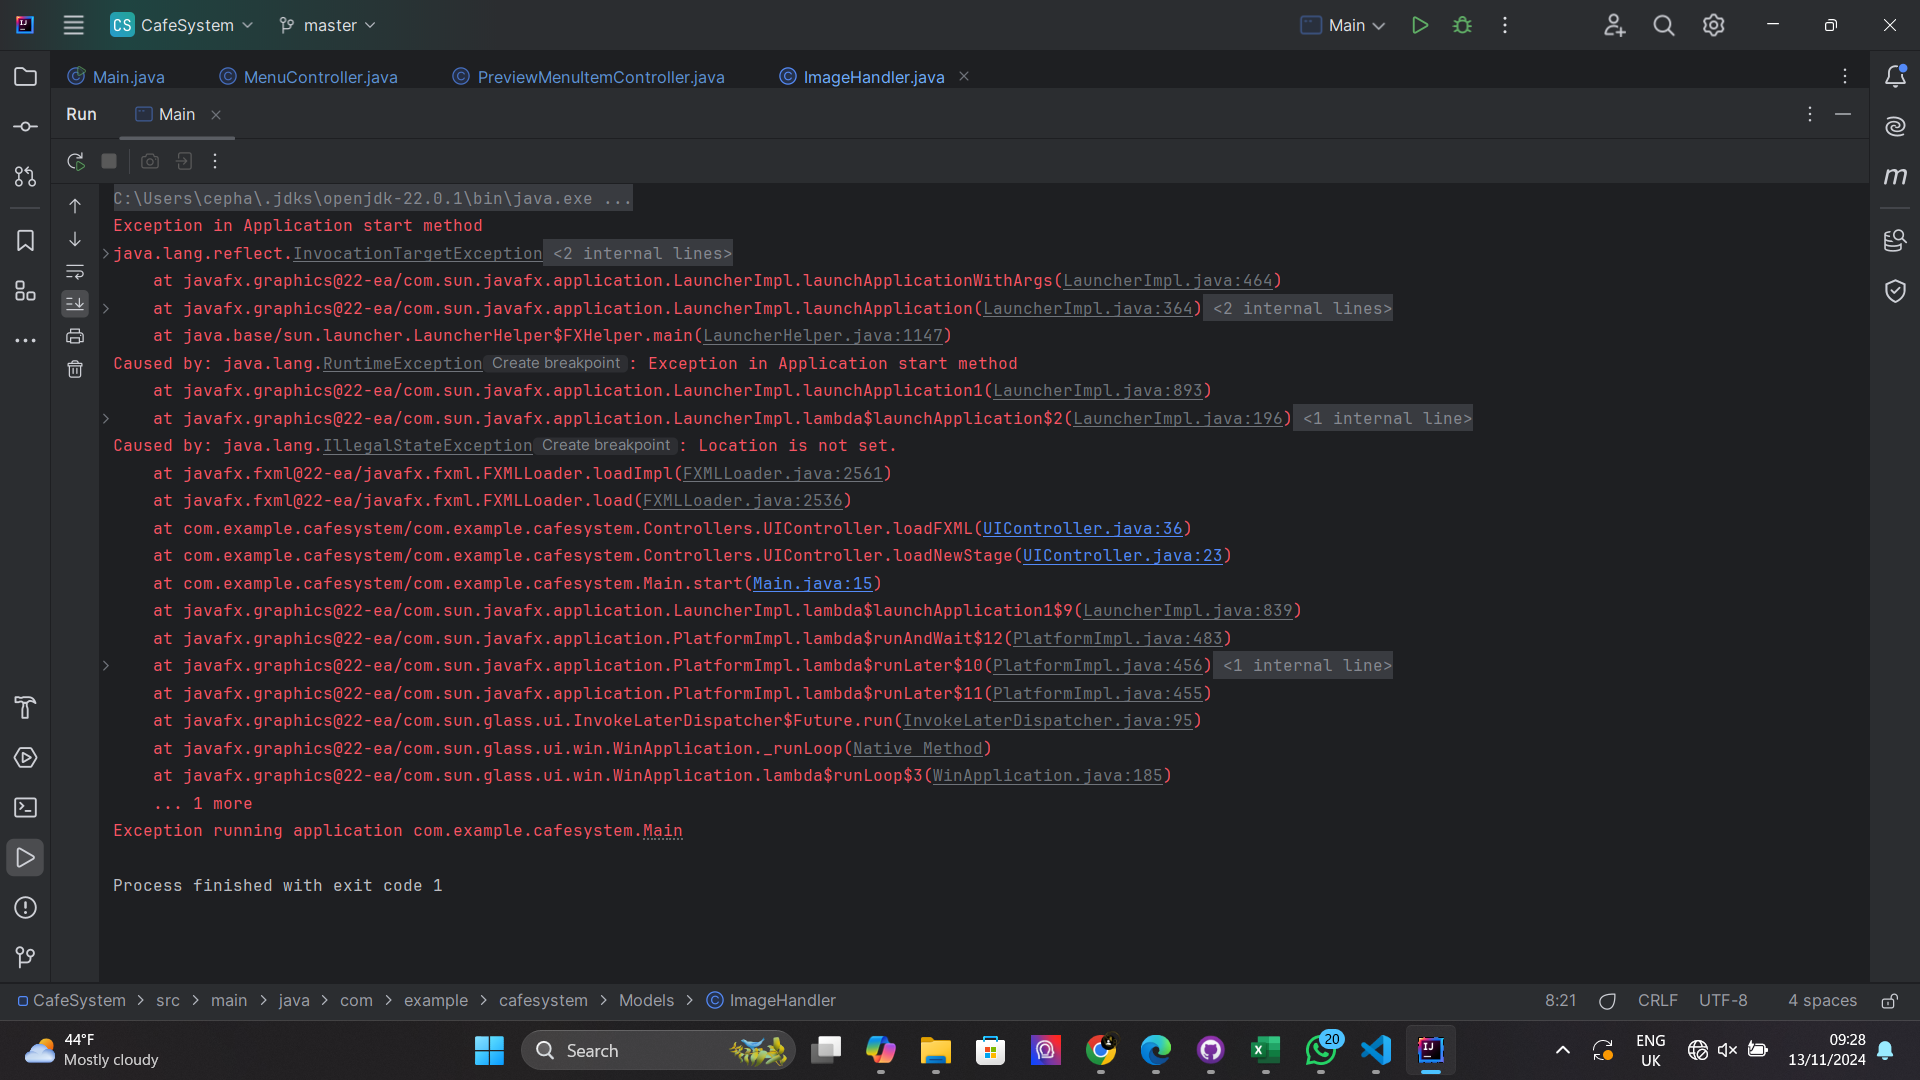 CS CafeSystem master Main
Main.java MenuController.java PreviewMenuItemController.java ImageHandler.java
Run Main
C:\Users\cepha\.jdks\openjdk-22.0.1\bin\java.exe ...
Exception in Application start method
java.lang.reflect.InvocationTargetException <2 internal lines>
at javafx.graphics@22-ea/com.sun.javafx.application.LauncherImpl.launchApplicationWithArgs(LauncherImpl.java:464)
at javafx.graphics@22-ea/com.sun.javafx.application.LauncherImpl.launchApplication(LauncherImpl.java:364) <2 internal lines>
at java.base/sun.launcher.LauncherHelper$FXHelper.main(LauncherHelper.java:1147)
Caused by: java.lang.RuntimeException Create breakpoint : Exception in Application start method
at javafx.graphics@22-ea/com.sun.javafx.application.LauncherImpl.launchApplication1(LauncherImpl.java:893)
at javafx.graphics@22-ea/com.sun.javafx.application.LauncherImpl.lambda$launchApplication$2(LauncherImpl.java:196) <1 internal line>
Caused by: java.lang.IllegalStateException Create breakpoint : Location is not set.
at javafx.fxml@22-ea/javafx.fxml.FXMLLoader.loadImpl(FXMLLoader.java:2561)
at javafx.fxml@22-ea/javafx.fxml.FXMLLoader.load(FXMLLoader.java:2536)
at com.example.cafesystem/com.example.cafesystem.Controllers.UIController.loadFXML(UIController.java:36)
at com.example.cafesystem/com.example.cafesystem.Controllers.UIController.loadNewStage(UIController.java:23)
at com.example.cafesystem/com.example.cafesystem.Main.start(Main.java:15)
at javafx.graphics@22-ea/com.sun.javafx.application.LauncherImpl.lambda$launchApplication1$9(LauncherImpl.java:839)
at javafx.graphics@22-ea/com.sun.javafx.application.PlatformImpl.lambda$runAndWait$12(PlatformImpl.java:483)
at javafx.graphics@22-ea/com.sun.javafx.application.PlatformImpl.lambda$runLater$10(PlatformImpl.java:456) <1 internal line>
at javafx.graphics@22-ea/com.sun.javafx.application.PlatformImpl.lambda$runLater$11(PlatformImpl.java:455)
at javafx.graphics@22-ea/com.sun.glass.ui.InvokeLaterDispatcher$Future.run(InvokeLaterDispatcher.java:95)
at javafx.graphics@22-ea/com.sun.glass.ui.win.WinApplication._runLoop(Native Method)
at javafx.graphics@22-ea/com.sun.glass.ui.win.WinApplication.lambda$runLoop$3(WinApplication.java:185)
... 1 more
Exception running application com.example.cafesystem.Main
Process finished with exit code 1
CafeSystem > src > main > java > com > example > cafesystem > Models > ImageHandler 8:21 CRLF UTF-8 4 spaces
44°F
Mostly cloudy
Search
20
ENG
UK
09:28
13/11/2024